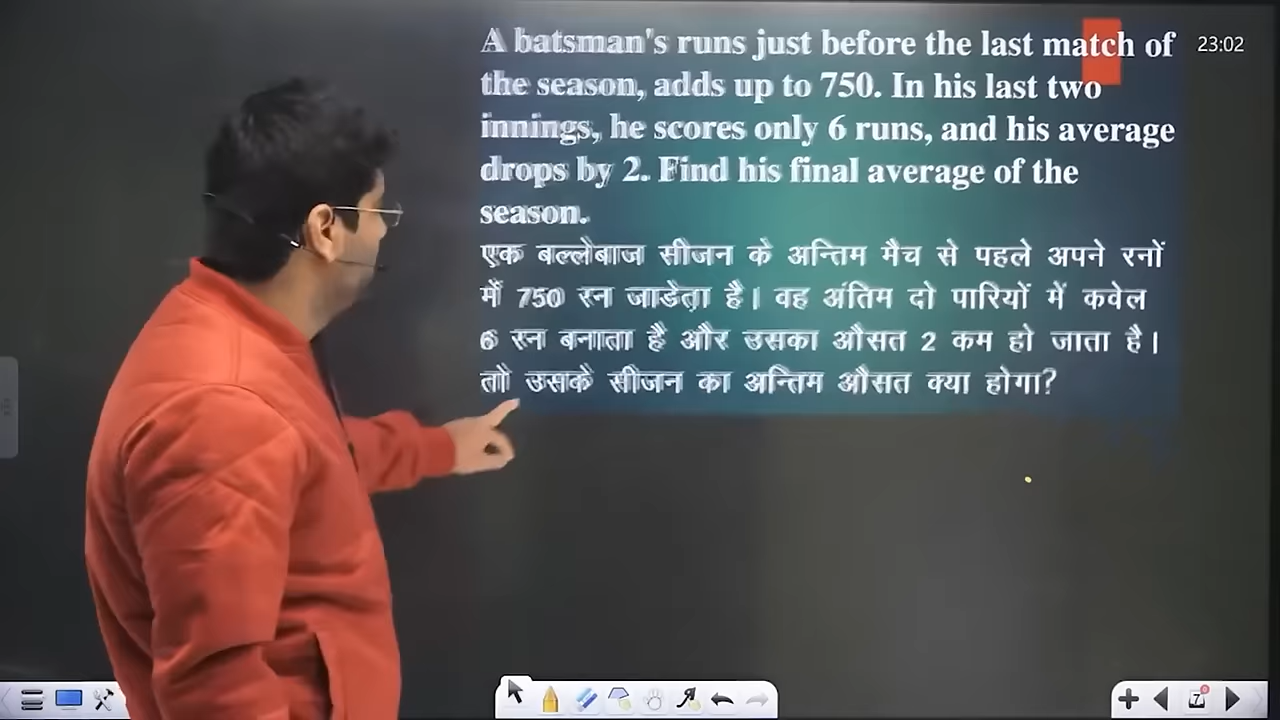 A batsman's runs just before the last match of
the season, adds up to 750. In his last two
innings, he scores only 6 runs, and his average
drops by 2. Find his final average of the
season.
एक बल्लेबाज सीजन के अन्तिम मैच से पहले अपने रनों
में 750 रन जाडेता है। वह अंतिम दो पारियों में कवेल
6 रन बनाता है और उसका औसत 2 कम हो जाता है।
तो उसके सीजन का अन्तिम औसत क्या होगा?
23:02